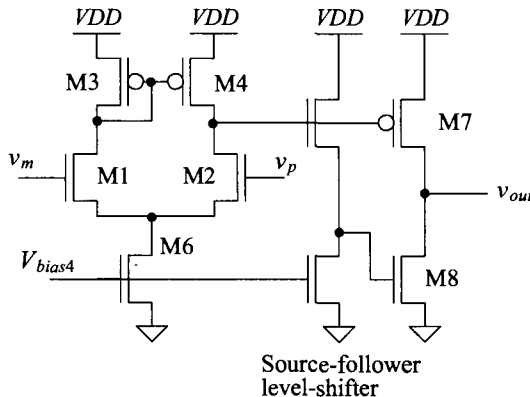 VDD VDD VDD VDD
M3 M4 M7
v_m M1 M2 v_p
v_out
M6
V_bias4 M8
Source-follower
level-shifter